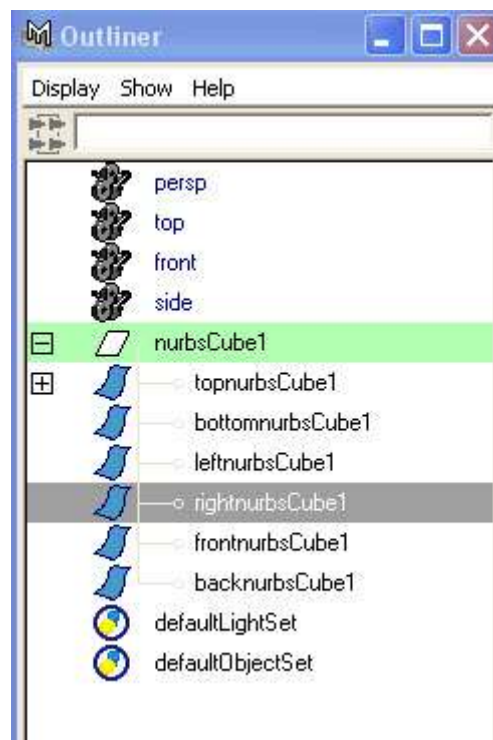 Outliner
Display Show Help
persp
top
front
side
nurbsCube1
topnurbsCube1
bottomnurbsCube1
leftnurbsCube1
rightnurbsCube1
frontnurbsCube1
backnurbsCube1
defaultLightSet
defaultObjectSet